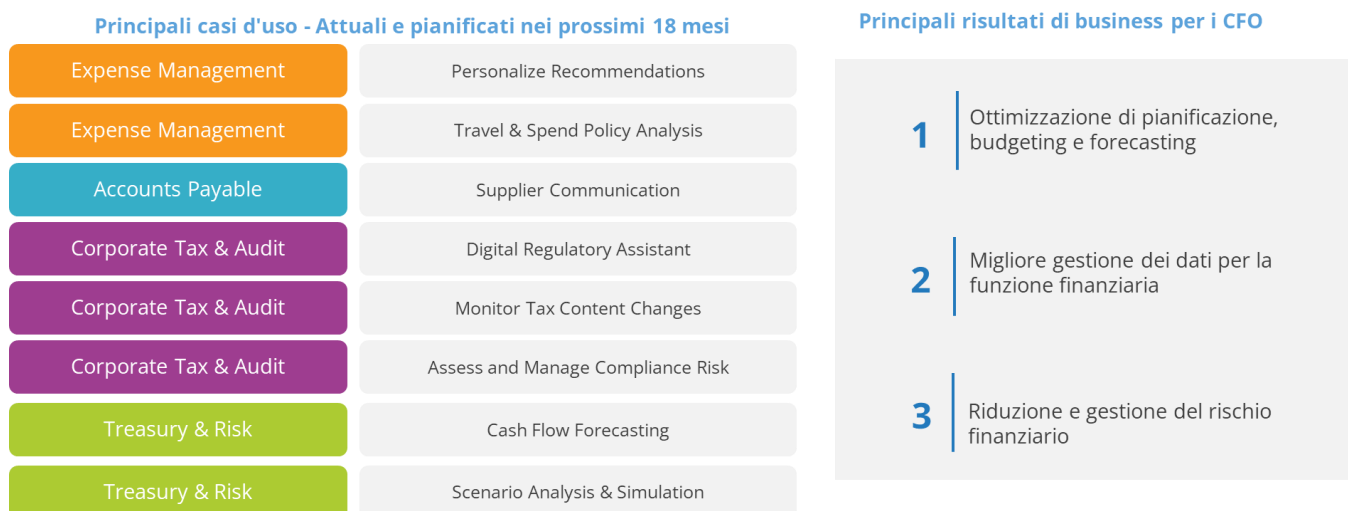 Principali casi d'uso - Attuali e pianificati nei prossimi 18 mesi
Expense Management
Personalize Recommendations
Expense Management
Travel & Spend Policy Analysis
Accounts Payable
Supplier Communication
Corporate Tax & Audit
Digital Regulatory Assistant
Corporate Tax & Audit
Monitor Tax Content Changes
Corporate Tax & Audit
Assess and Manage Compliance Risk
Treasury & Risk
Cash Flow Forecasting
Treasury & Risk
Scenario Analysis & Simulation
Principali risultati di business per i CFO
1
Ottimizzazione di pianificazione,
budgeting e forecasting
2
Migliore gestione dei dati per la
funzione finanziaria
3
Riduzione e gestione del rischio
finanziario